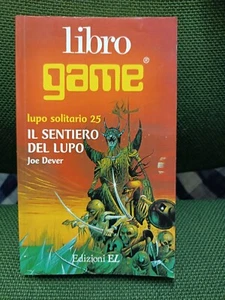 libro
game®
lupo solitario 25
IL SENTIERO
DEL LUPO
Joe Dever
Edizioni EL